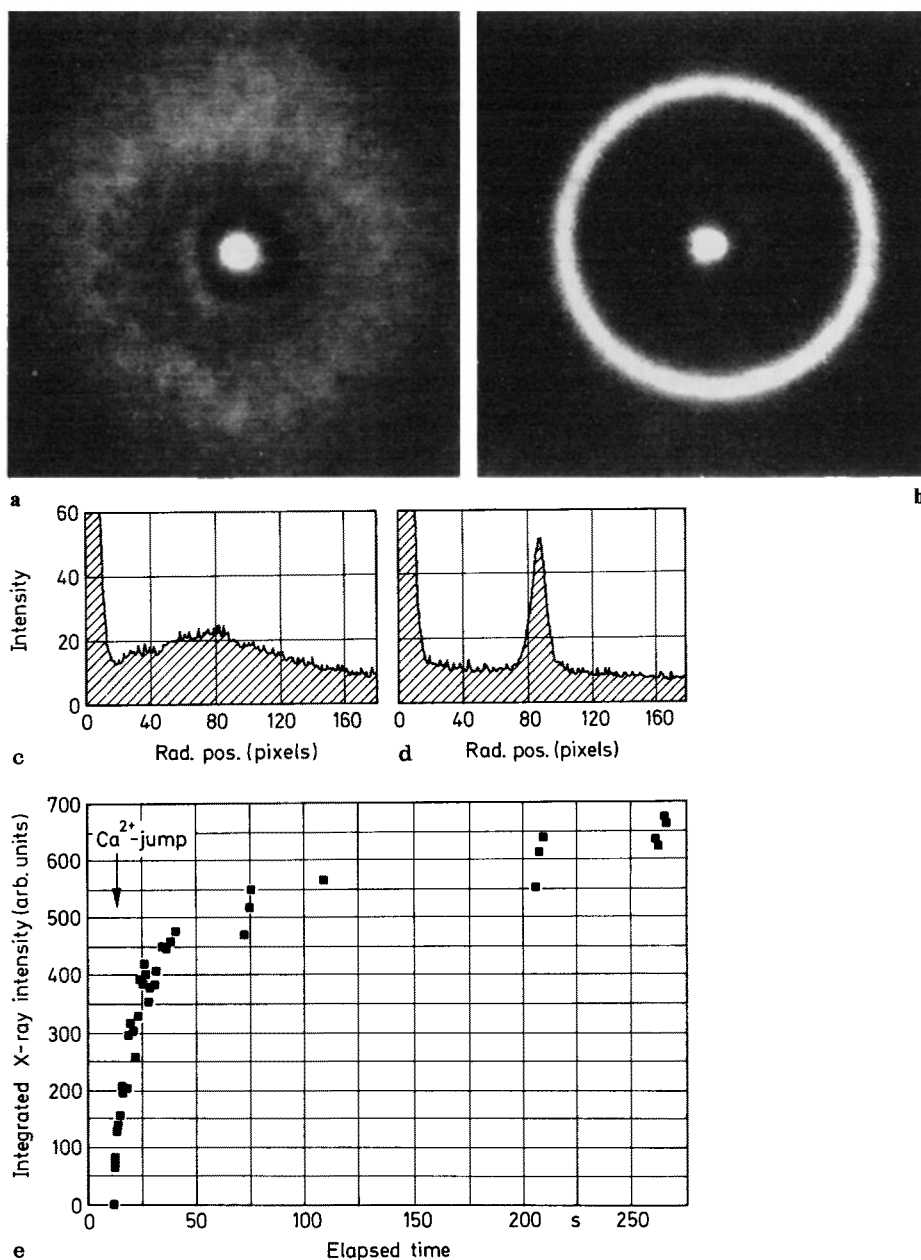 a
b
60
40
20
0
Intensity
0 40 80 120 160
Rad. pos. (pixels)
c
0 40 80 120 160
Rad. pos. (pixels)
d
700
600
500
400
300
200
100
0
Integrated X-ray intensity (arb. units)
Ca²⁺-jump
0 50 100 150 200 s 250
Elapsed time
e